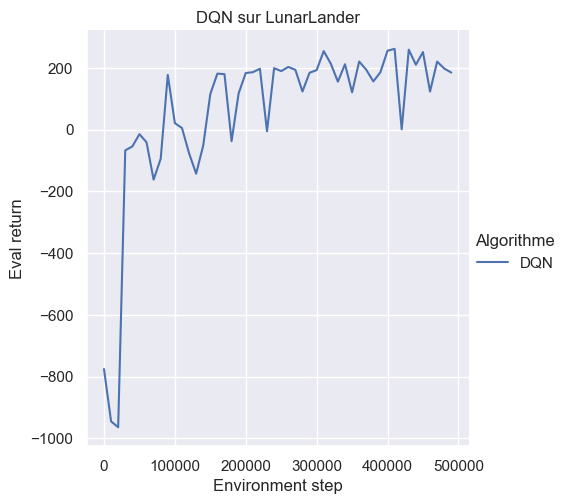 DQN sur LunarLander
200
0
−200
−400
−600
−800
−1000
Eval return
0
100000
200000
300000
400000
500000
Environment step
Algorithme
DQN